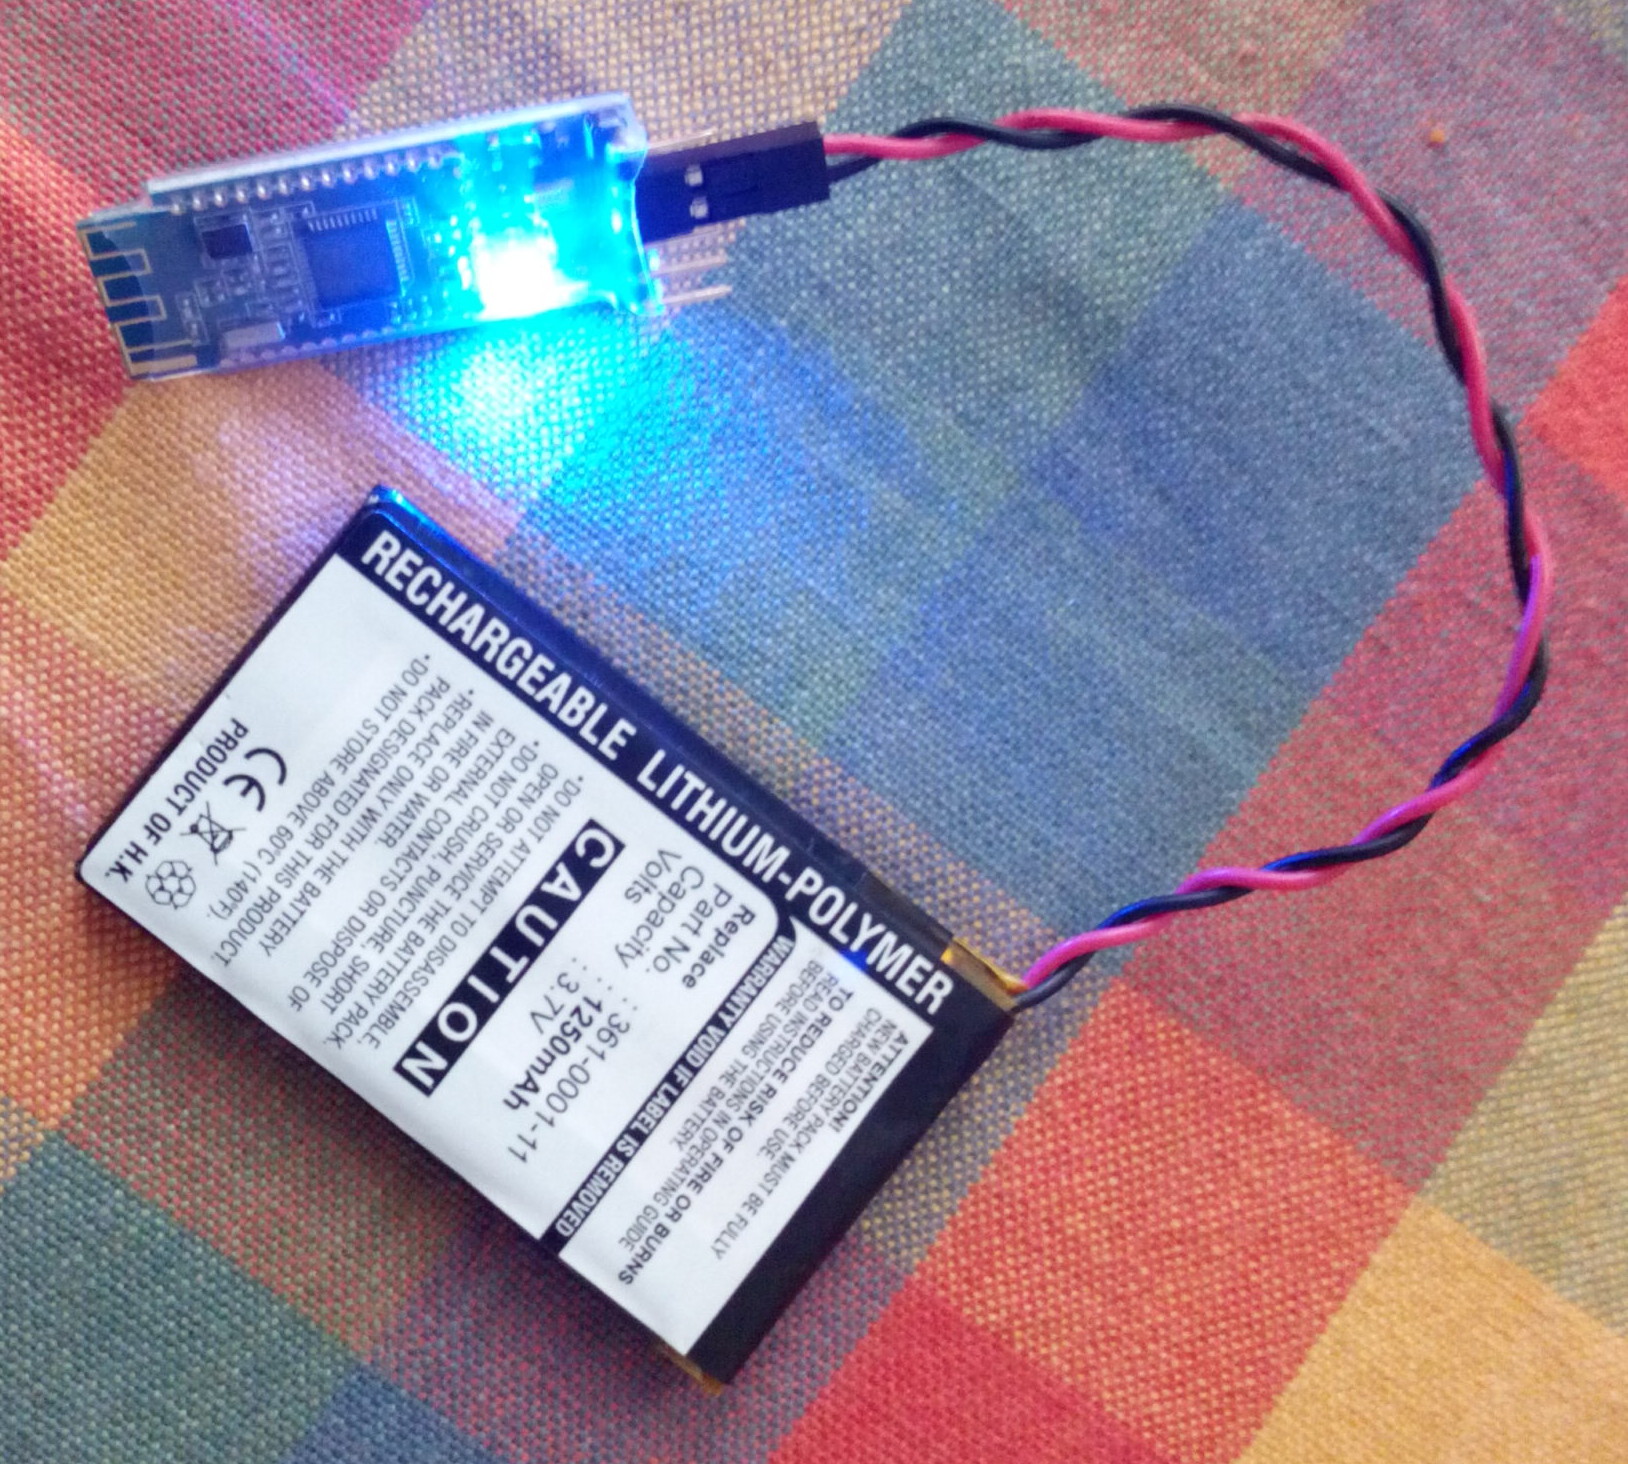 RECHARGEABLE LITHIUM-POLYMER
ATTENTION!
NEW BATTERY PACK MUST BE FULLY
CHARGED BEFORE USE.
TO REDUCE RISK OF FIRE OR BURNS
READ INSTRUCTIONS IN OPERATING GUIDE
BEFORE USING THE BATTERY.
WARRANTY VOID IF LABEL IS REMOVED
Replace
Part No. : 361-0001-11
Capacity : 1250mAh
Volts : 3.7V
CAUTION
•DO NOT ATTEMPT TO DISASSEMBLE,
OPEN OR SERVICE THE BATTERY PACK.
•DO NOT CRUSH, PUNCTURE, SHORT
EXTERNAL CONTACTS OR DISPOSE OF
IN FIRE OR WATER
•REPLACE ONLY WITH THE BATTERY
PACK DESIGNATED FOR THIS PRODUCT.
•DO NOT STORE ABOVE 60°C (140°F).
CE
PRODUCT OF H.K.